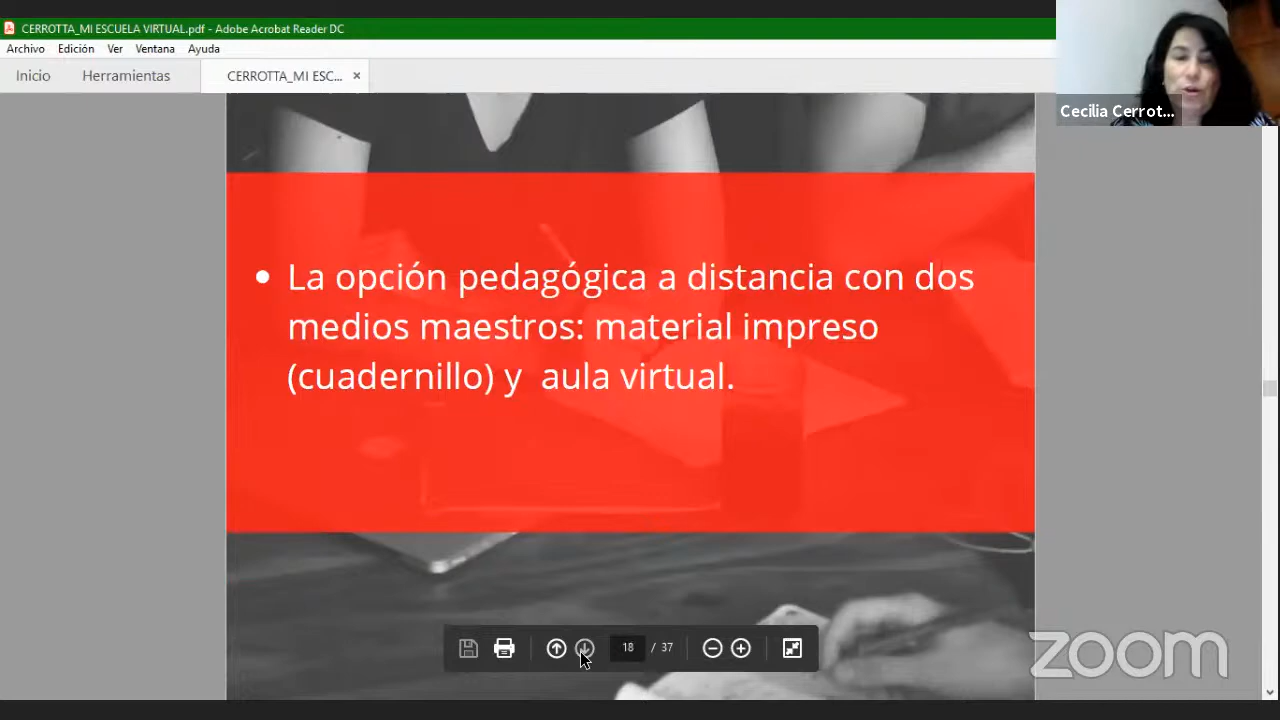 CERROTTA_MI ESCUELA VIRTUAL.pdf - Adobe Acrobat Reader DC
Archivo Edición Ver Ventana Ayuda
Inicio Herramientas CERROTTA_MI ESC... ×
Cecilia Cerrot...
• La opción pedagógica a distancia con dos
medios maestros: material impreso
(cuadernillo) y aula virtual.
18 / 37
zoom